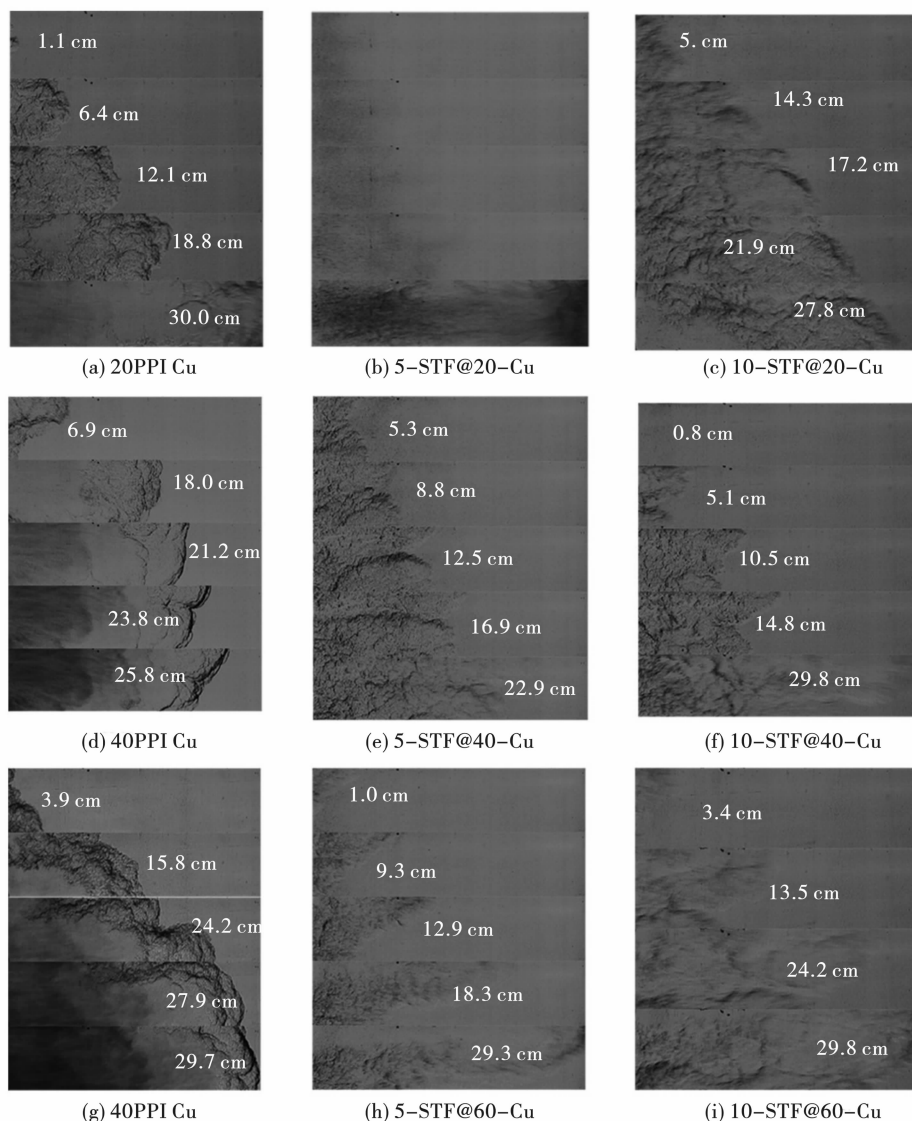 1.1 cm
6.4 cm
12.1 cm
18.8 cm
30.0 cm
(a) 20PPI Cu
(b) 5-STF@20-Cu
5. cm
14.3 cm
17.2 cm
21.9 cm
27.8 cm
(c) 10-STF@20-Cu
6.9 cm
18.0 cm
21.2 cm
23.8 cm
25.8 cm
(d) 40PPI Cu
5.3 cm
8.8 cm
12.5 cm
16.9 cm
22.9 cm
(e) 5-STF@40-Cu
0.8 cm
5.1 cm
10.5 cm
14.8 cm
29.8 cm
(f) 10-STF@40-Cu
3.9 cm
15.8 cm
24.2 cm
27.9 cm
29.7 cm
(g) 40PPI Cu
1.0 cm
9.3 cm
12.9 cm
18.3 cm
29.3 cm
(h) 5-STF@60-Cu
3.4 cm
13.5 cm
24.2 cm
29.8 cm
(i) 10-STF@60-Cu